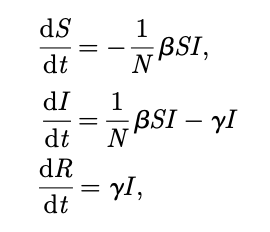 dS/dt = − 1/N βSI,
dI/dt = 1/N βSI − γI
dR/dt = γI,